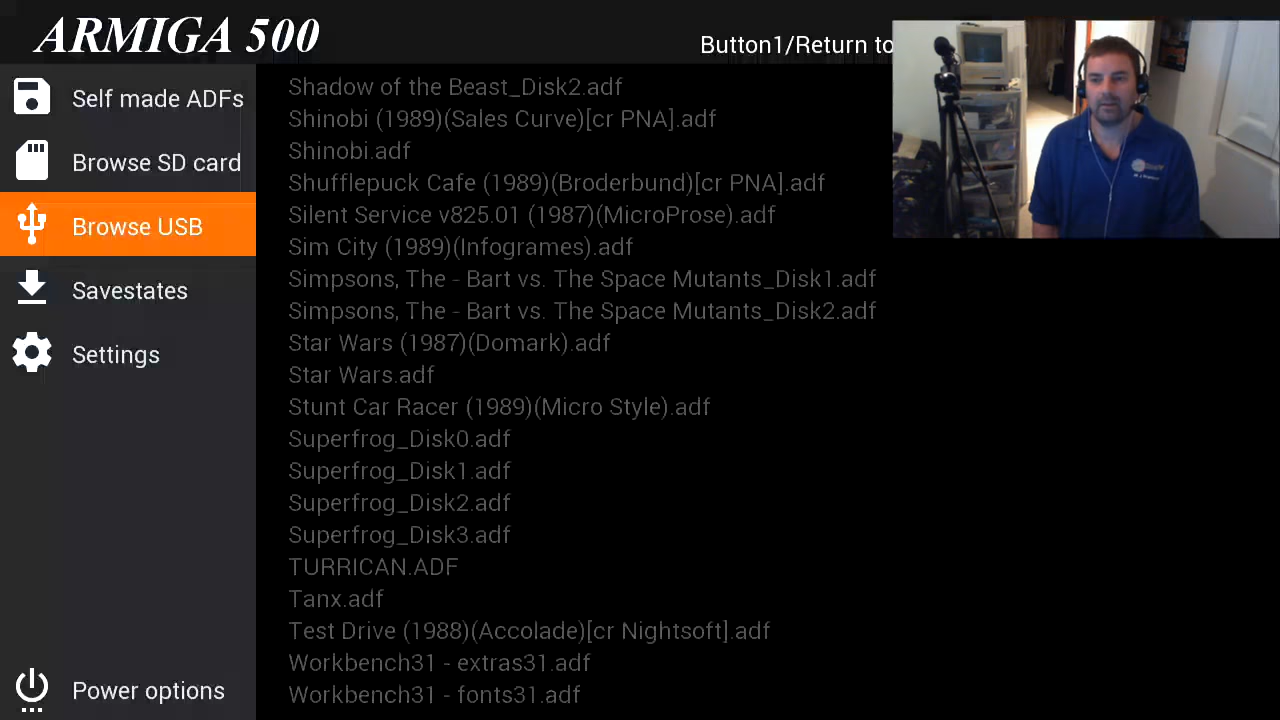 ARMIGA 500
Button1/Return to
Self made ADFs
Browse SD card
Browse USB
Savestates
Settings
Power options
Shadow of the Beast_Disk2.adf
Shinobi (1989)(Sales Curve)[cr PNA].adf
Shinobi.adf
Shufflepuck Cafe (1989)(Broderbund)[cr PNA].adf
Silent Service v825.01 (1987)(MicroProse).adf
Sim City (1989)(Infogrames).adf
Simpsons, The - Bart vs. The Space Mutants_Disk1.adf
Simpsons, The - Bart vs. The Space Mutants_Disk2.adf
Star Wars (1987)(Domark).adf
Star Wars.adf
Stunt Car Racer (1989)(Micro Style).adf
Superfrog_Disk0.adf
Superfrog_Disk1.adf
Superfrog_Disk2.adf
Superfrog_Disk3.adf
TURRICAN.ADF
Tanx.adf
Test Drive (1988)(Accolade)[cr Nightsoft].adf
Workbench31 - extras31.adf
Workbench31 - fonts31.adf